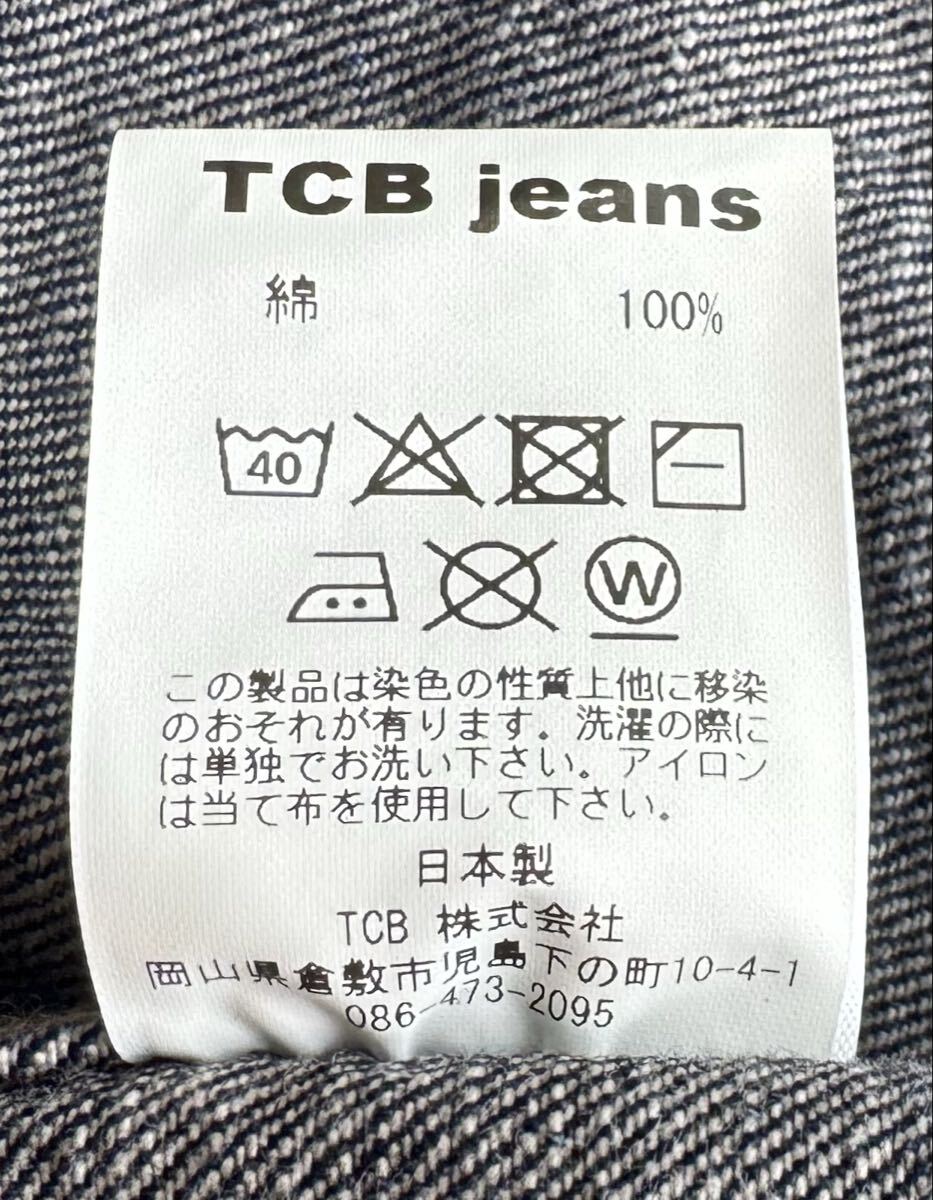 TCB jeans
綿 100%
40
W
この製品は染色の性質上他に移染
のおそれが有ります。洗濯の際に
は単独でお洗い下さい。アイロン
は当て布を使用して下さい。
日本製
TCB 株式会社
岡山県倉敷市児島下の町10-4-1
086-473-2095